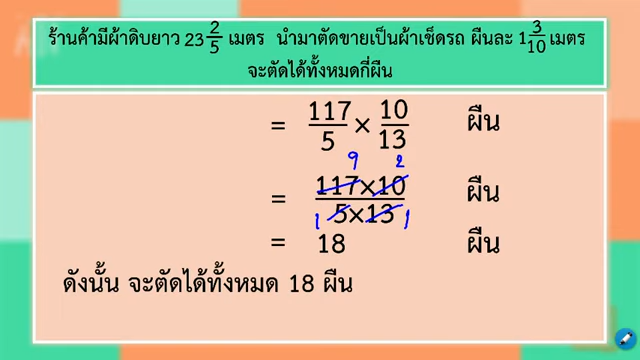 ร้านค้ามีผ้าดิบยาว 23 2/5 เมตร นำมาตัดขายเป็นผ้าเช็ดรถ ผืนละ 1 3/10 เมตร
จะตัดได้ทั้งหมดกี่ผืน
= 117/5 × 10/13 ผืน
9 2
= 117×10/5×13 ผืน
1 1
= 18 ผืน
ดังนั้น จะตัดได้ทั้งหมด 18 ผืน